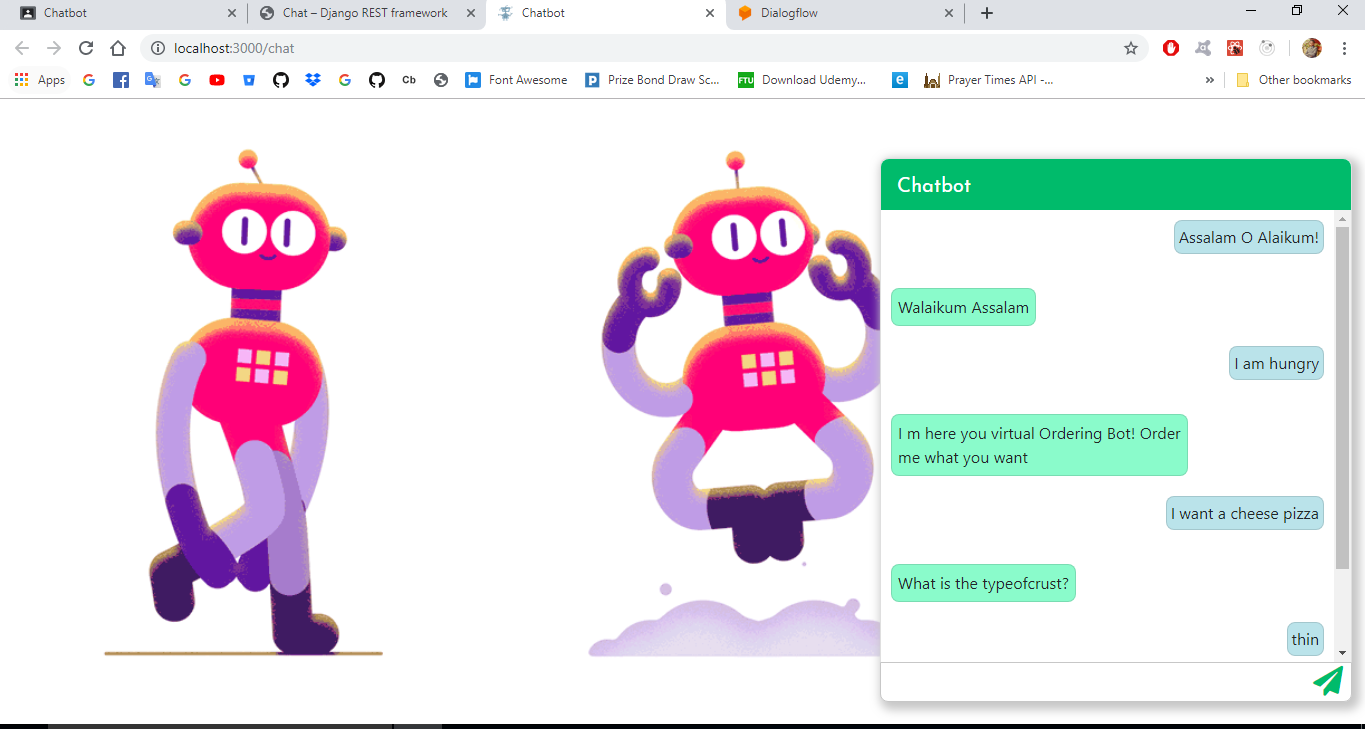 Chatbot
Chat – Django REST framework
Chatbot
Dialogflow
localhost:3000/chat
Apps
Cb
Font Awesome
Prize Bond Draw Sc...
FTU
Download Udemy...
e
Prayer Times API -...
»
Other bookmarks
Chatbot
Assalam O Alaikum!
Walaikum Assalam
I am hungry
I m here you virtual Ordering Bot! Order
me what you want
I want a cheese pizza
What is the typeofcrust?
thin